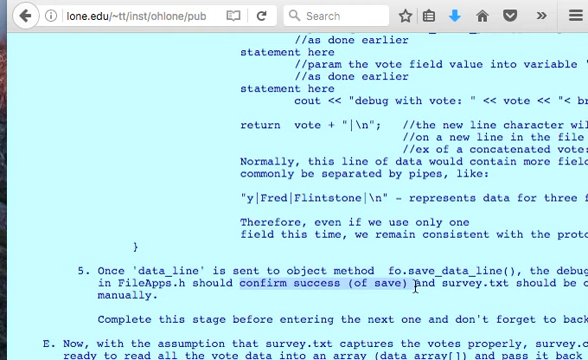 lone.edu/~tt/inst/ohlone/pub
Search
//as done earlier
statement here
//param the vote field value into variable "
//as done earlier
statement here
cout << "debug with vote: " << vote << "< b
return vote + "|\n"; //the new line character wil
//on a new line in the file
//ex of a concatenated vote:
Normally, this line of data would contain more fiel
commonly be separated by pipes, like:
"y|Fred|Flintstone|\n" - represents data for three f
Therefore, even if we use only one
field this time, we remain consistent with the proto
}
5. Once 'data_line' is sent to object method fo.save_data_line(), the debug
in FileApps.h should confirm success (of save) and survey.txt should be c
manually.
Complete this stage before entering the next one and don't forget to back
E. Now, with the assumption that survey.txt captures the votes properly, survey.c
ready to read all the vote data into an array (data array[]) and pass it back